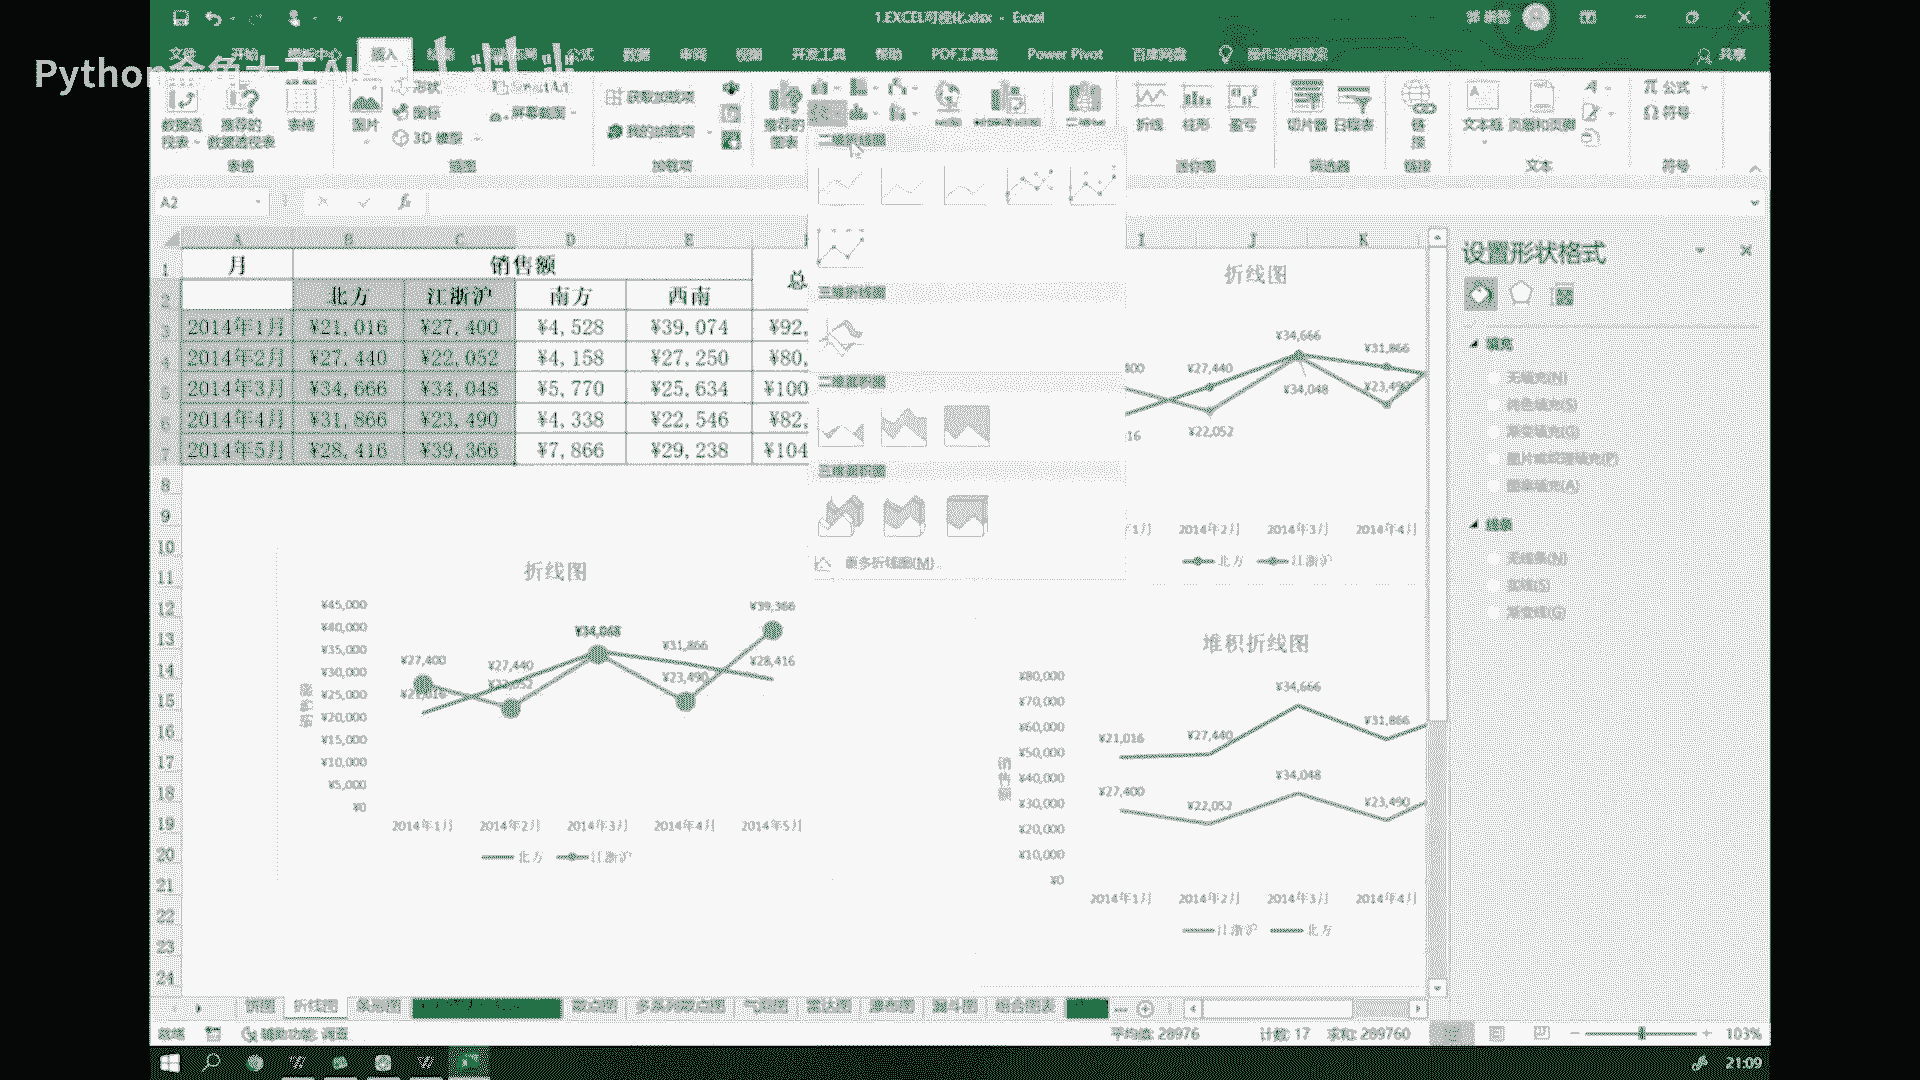 1.EXCEL可视化.xlsx - Excel
Python
文件 开始 插入 公式 数据 审阅 视图 开发工具 帮助 PDF工具集 Power Pivot 百度网盘 操作说明搜索 共享
形状 SmartArt
图标 屏幕截图
3D 模型
数据透视表 推荐的数据透视表 表格 图片
获取加载项
我的加载项
推荐的图表
折线 柱形 盈亏
切片器 日程表
链接
文本框 页眉和页脚
π 公式
Ω 符号
表格 插图 加载项 迷你图 筛选器 链接 文本 符号
A2
fx
二维折线图
三维折线图
二维面积图
三维面积图
更多折线图(M)...
A B C D E I J K
1 月 销售额 总
2 北方 江浙沪 南方 西南
3 2014年1月 ¥21,016 ¥27,400 ¥4,528 ¥39,074 ¥92,
4 2014年2月 ¥27,440 ¥22,052 ¥4,158 ¥27,250 ¥80,
5 2014年3月 ¥34,666 ¥34,048 ¥5,770 ¥25,634 ¥100
6 2014年4月 ¥31,866 ¥23,490 ¥4,338 ¥22,546 ¥82,
7 2014年5月 ¥28,416 ¥39,366 ¥7,866 ¥29,238 ¥104
8
9
10
11
12
13
14
15
16
17
18
19
20
21
22
23
24
折线图
¥45,000
¥40,000
¥35,000
¥30,000
¥25,000
¥20,000
¥15,000
¥10,000
¥5,000
¥0
销售额
¥27,400 ¥27,440 ¥34,048 ¥31,866 ¥39,366
¥21,016 ¥22,052 ¥23,490 ¥28,416
2014年1月 2014年2月 2014年3月 2014年4月 2014年5月
北方 江浙沪
折线图
¥34,666
400 ¥27,440 ¥31,866
¥34,048 ¥23,490
16 ¥22,052
1月 2014年2月 2014年3月 2014年4月
北方 江浙沪
堆积折线图
¥80,000
¥70,000
¥60,000
¥50,000
¥40,000
¥30,000
¥20,000
¥10,000
¥0
销售额
¥21,016 ¥27,440 ¥34,666 ¥31,866
¥27,400 ¥22,052 ¥34,048 ¥23,490
2014年1月 2014年2月 2014年3月 2014年4月
江浙沪 北方
设置形状格式
填充
无填充(N)
纯色填充(S)
渐变填充(G)
图片或纹理填充(P)
图案填充(A)
线条
无线条(N)
实线(S)
渐变线(G)
饼图 折线图 条形图 散点图 多系列散点图 气泡图 雷达图 瀑布图 漏斗图 组合图表
就绪 辅助功能: 调查 平均值: 28976 计数: 17 求和: 289760 103%
21:09